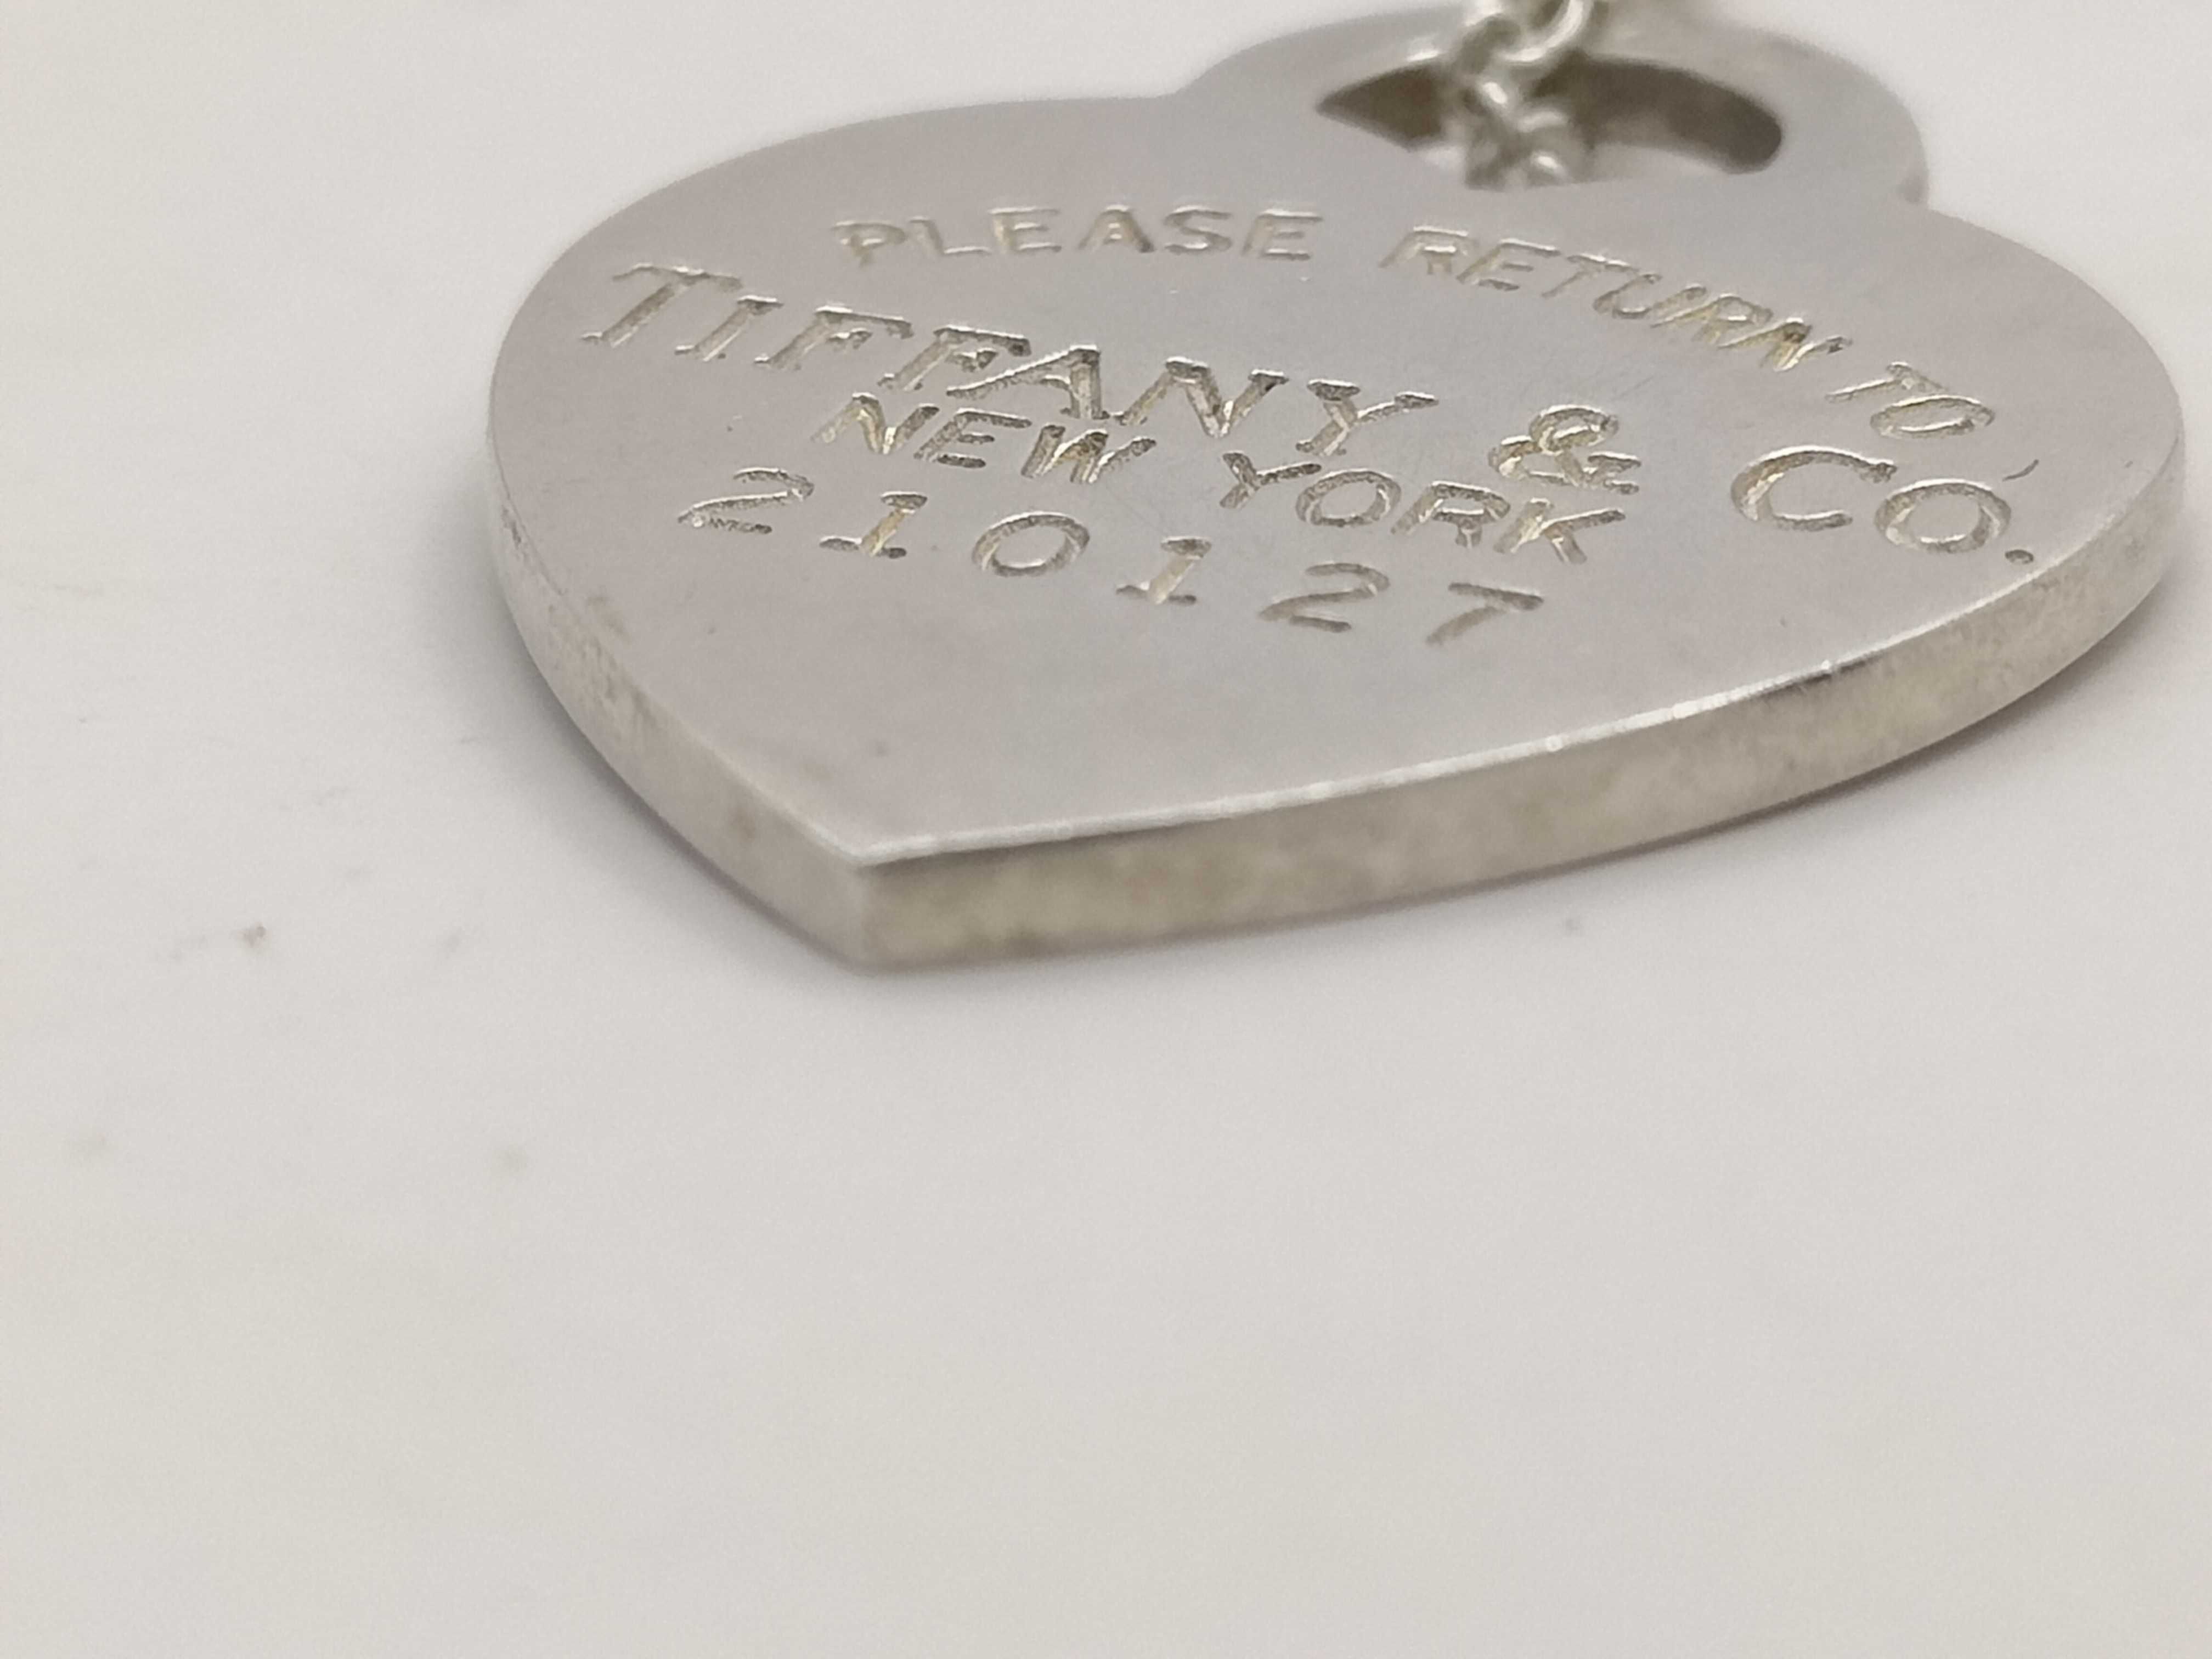 PLEASE RETURN TO
TIFFANY & CO.
NEW YORK
210127